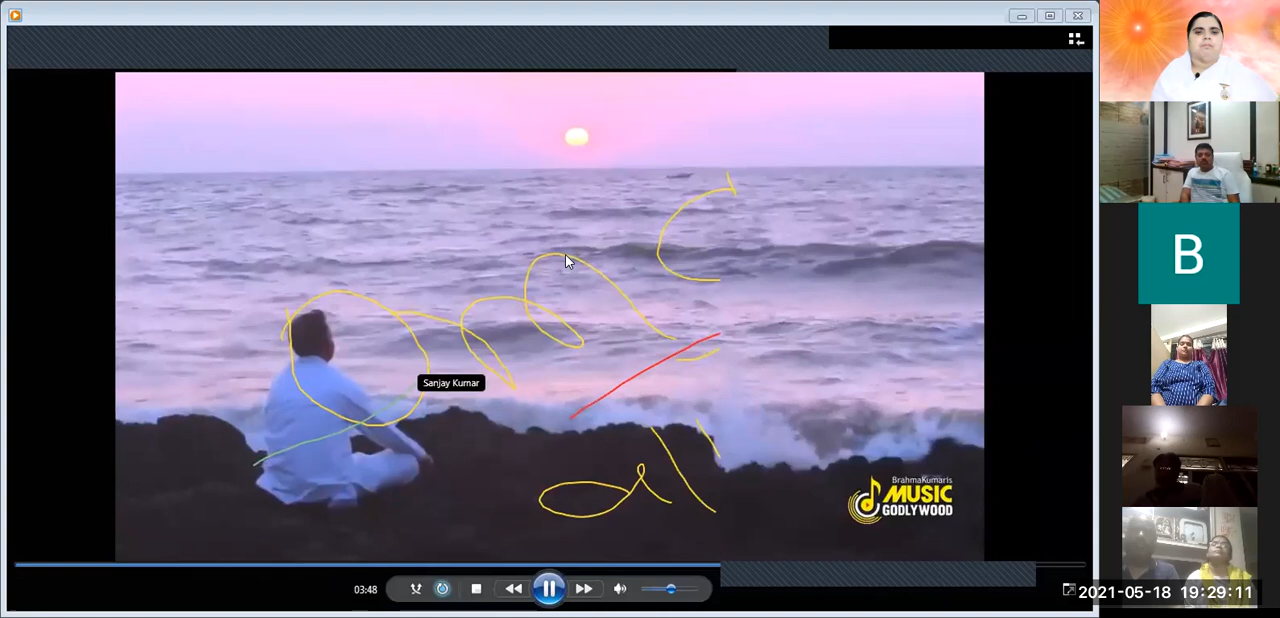 B
Sanjay Kumar
BrahmaKumaris
MUSIC
GODLYWOOD
03:48
2021-05-18 19:29:11